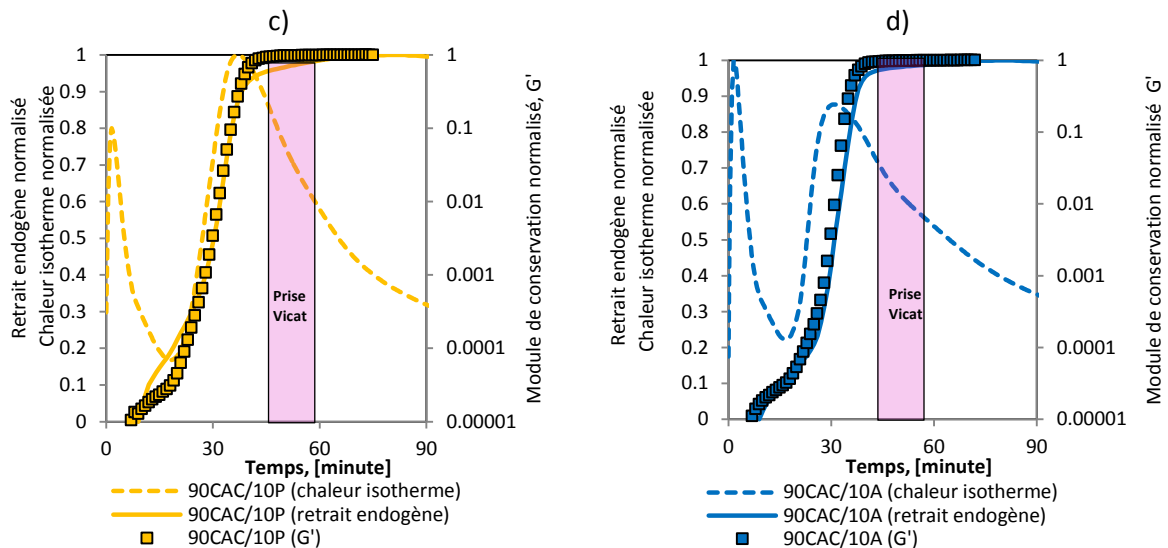 c)
Retrait endogène normalisé
Chaleur isotherme normalisée
1
0.9
0.8
0.7
0.6
0.5
0.4
0.3
0.2
0.1
0
Prise
Vicat
1
0.1
0.01
0.001
0.0001
0.00001
Module de conservation normalisé, G'
0 30 60 90
Temps, [minute]
90CAC/10P (chaleur isotherme)
90CAC/10P (retrait endogène)
90CAC/10P (G')
d)
Retrait endogène normalisé
Chaleur isotherme normalisée
1
0.9
0.8
0.7
0.6
0.5
0.4
0.3
0.2
0.1
0
Prise
Vicat
1
0.1
0.01
0.001
0.0001
0.00001
Module de conservation normalisé G'
0 30 60 90
Temps, [minute]
90CAC/10A (chaleur isotherme)
90CAC/10A (retrait endogène)
90CAC/10A (G')